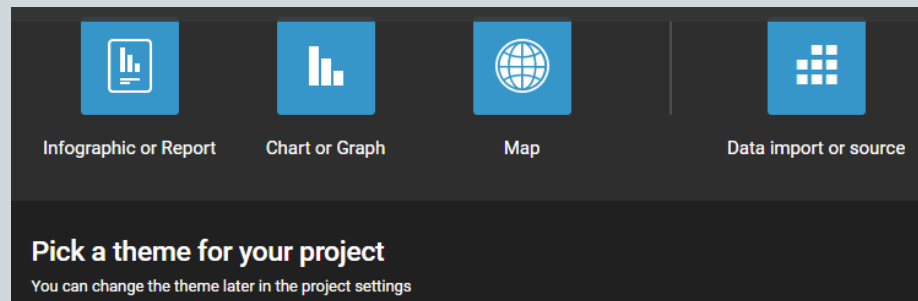 Infographic or Report
Chart or Graph
Map
Data import or source
Pick a theme for your project
You can change the theme later in the project settings